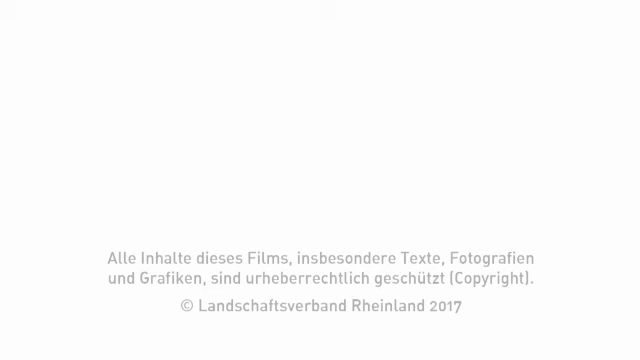 Alle Inhalte dieses Films, insbesondere Texte, Fotografien
und Grafiken, sind urheberrechtlich geschützt (Copyright).
© Landschaftsverband Rheinland 2017